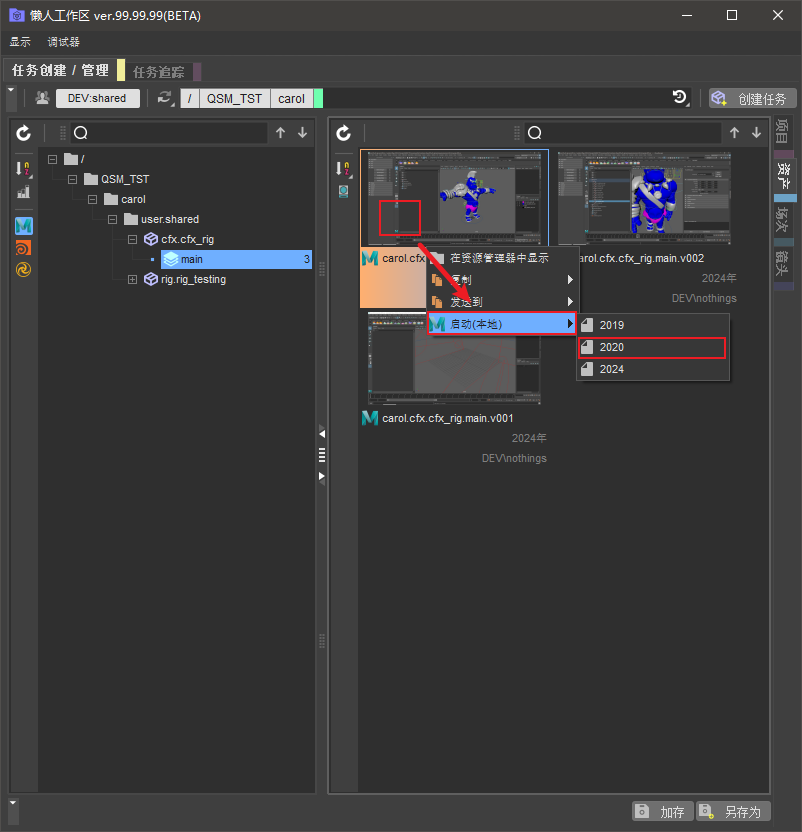 懒人工作区 ver.99.99.99(BETA)
显示 调试器
任务创建 / 管理 任务追踪
DEV:shared / QSM_TST carol 创建任务
项目
资产
场次
镜头
/
QSM_TST
carol
user.shared
cfx.cfx_rig
main 3
rig.rig_testing
carol.cfx
arol.cfx.cfx_rig.main.v002
2024年
DEV\nothings
在资源管理器中显示
复制
发送到
启动(本地)
2019
2020
2024
carol.cfx.cfx_rig.main.v001
2024年
DEV\nothings
加存 另存为